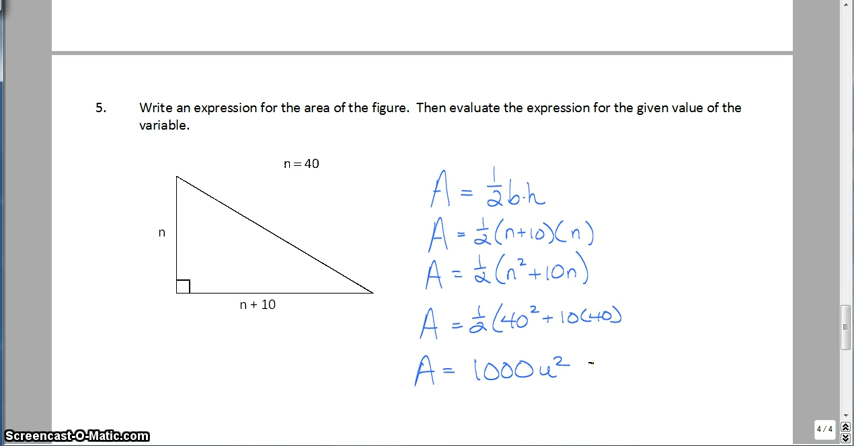 5. Write an expression for the area of the figure. Then evaluate the expression for the given value of the
variable.
n = 40
n
n + 10
A = 1/2 b·h
A = 1/2 (n+10)(n)
A = 1/2 (n² + 10n)
A = 1/2 (40² + 10(40)
A = 1000u²
4 / 4
Screencast-O-Matic.com